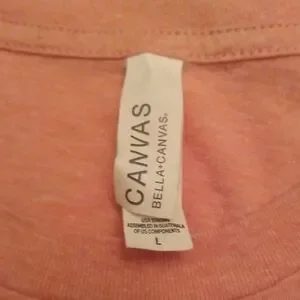 CANVAS
BELLA+CANVAS®
ASSEMBLED IN GUATEMALA
OF US COMPONENTS
L